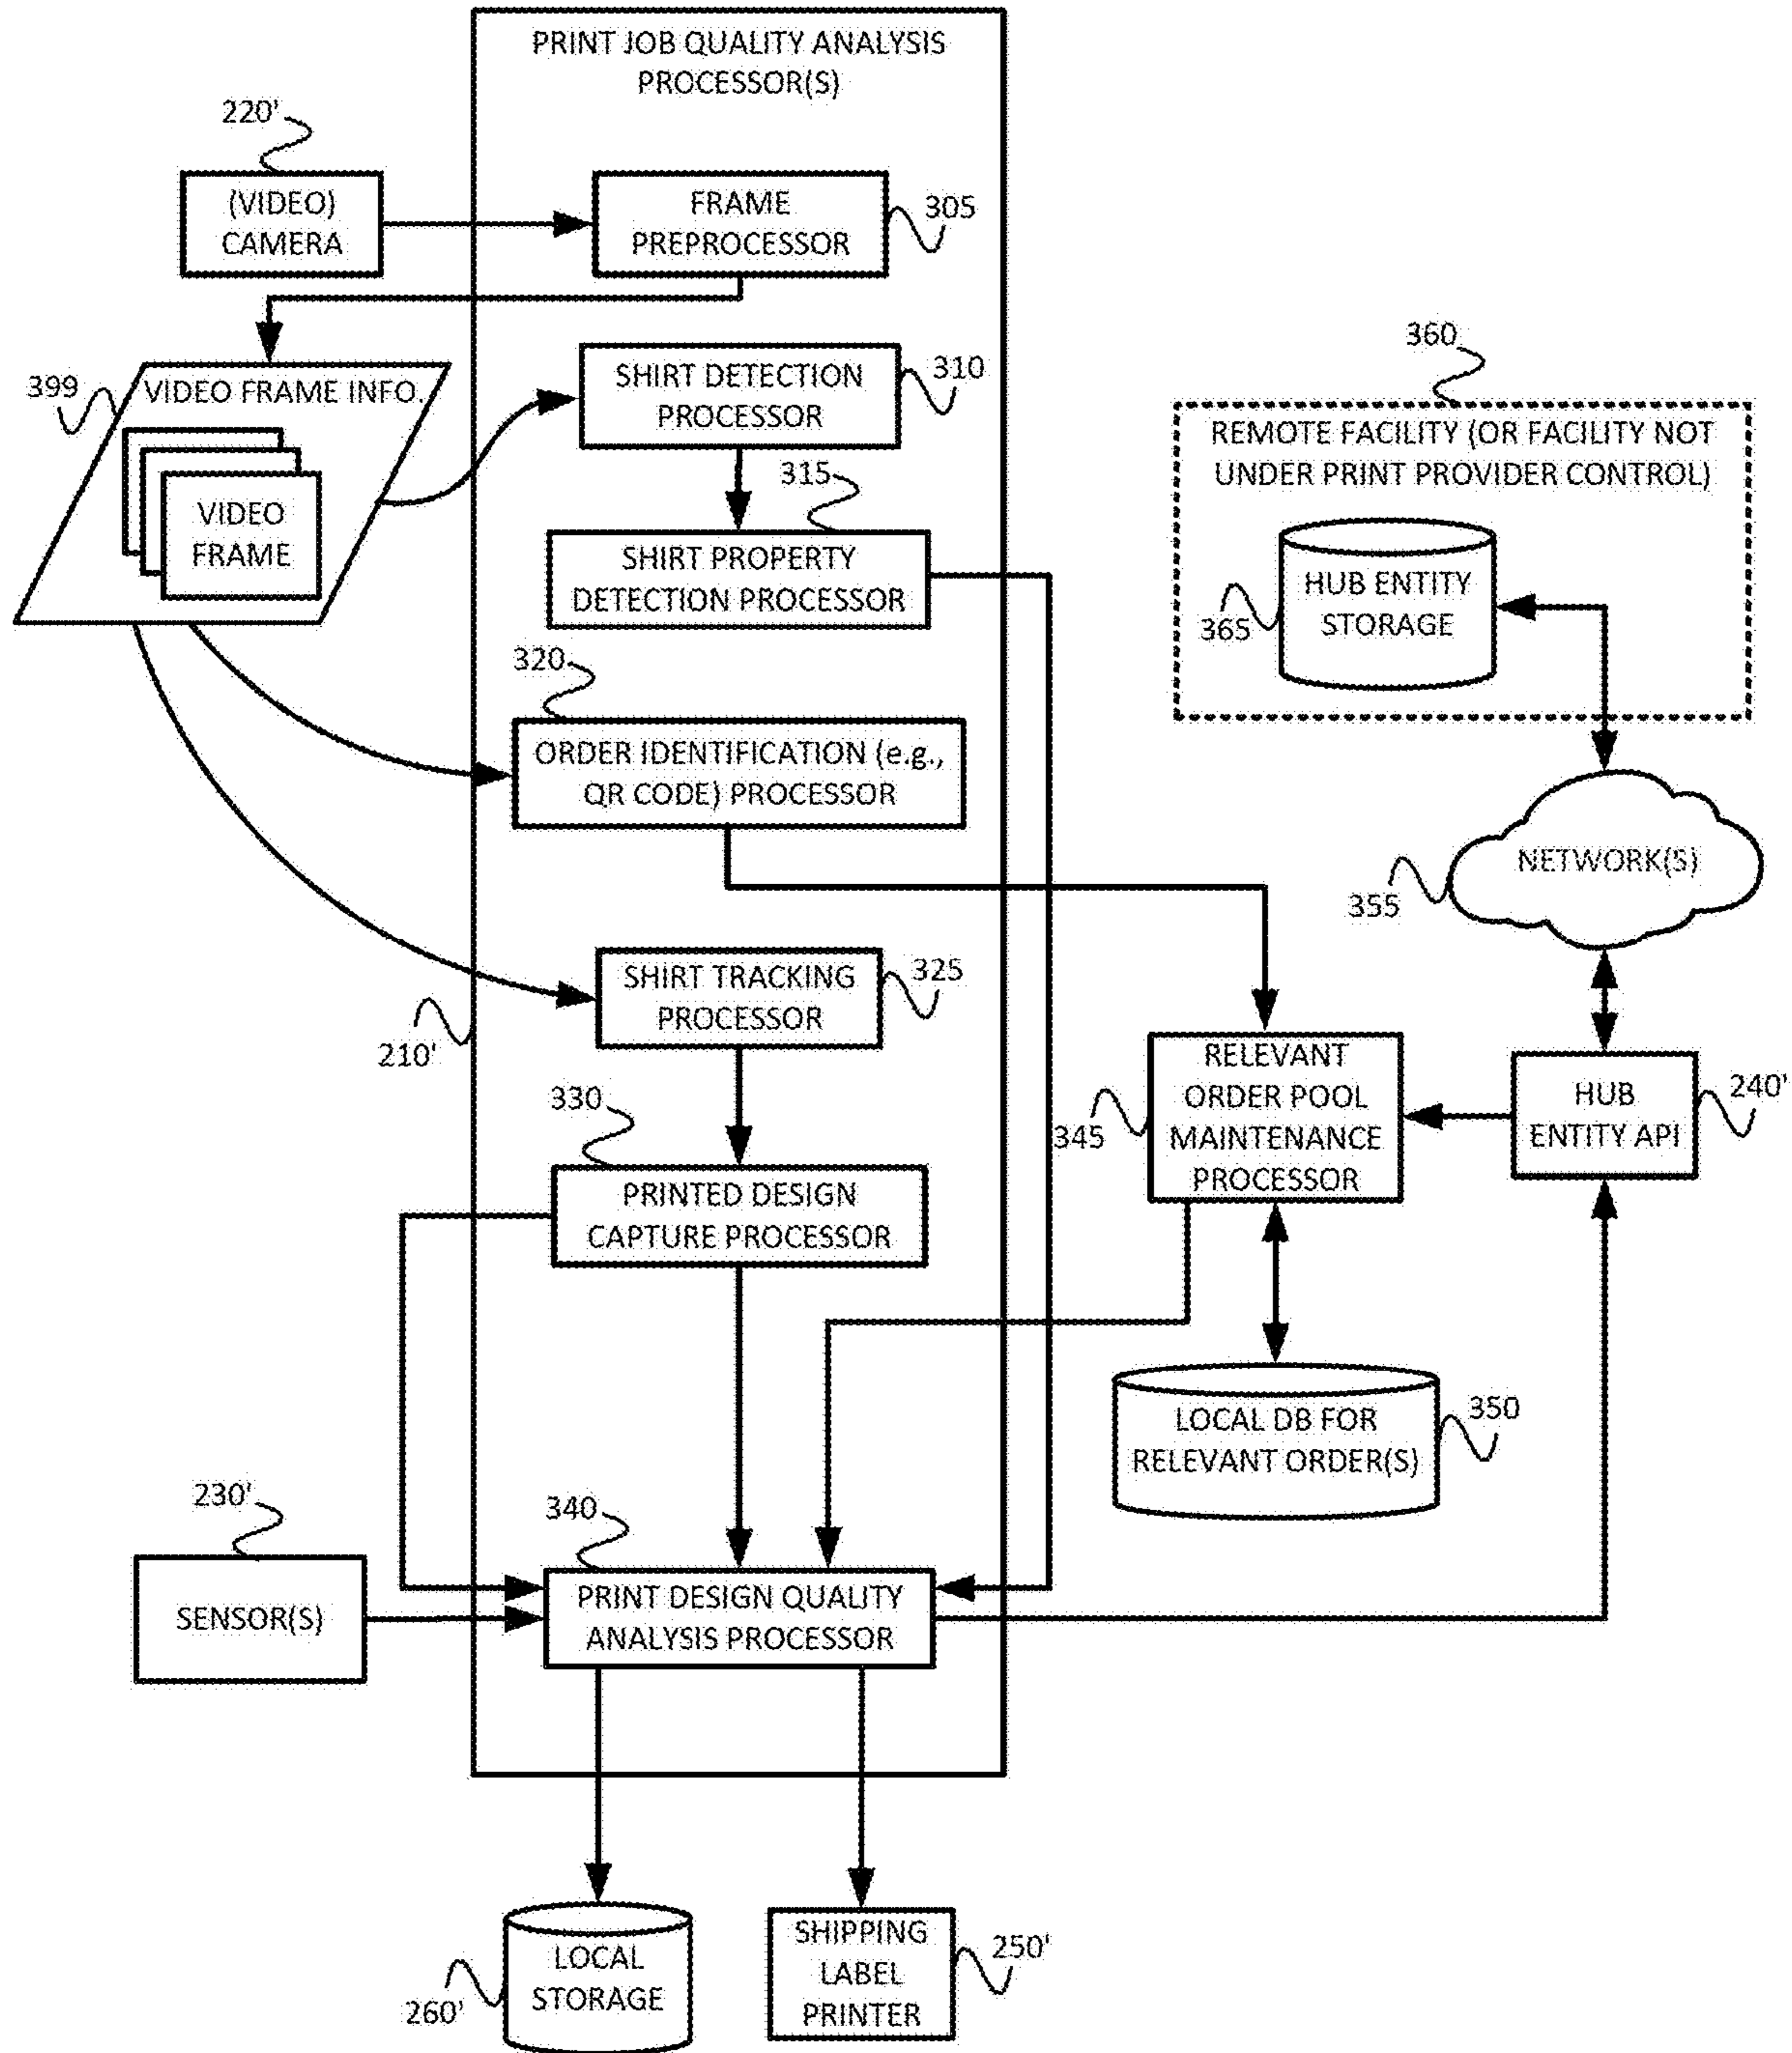 PRINT JOB QUALITY ANALYSIS
PROCESSOR(S)
220'
(VIDEO)
CAMERA
FRAME
PREPROCESSOR
305
399
VIDEO FRAME INFO.
VIDEO
FRAME
SHIRT DETECTION
PROCESSOR
310
315
SHIRT PROPERTY
DETECTION PROCESSOR
360
REMOTE FACILITY (OR FACILITY NOT
UNDER PRINT PROVIDER CONTROL)
HUB ENTITY
STORAGE
365
320
ORDER IDENTIFICATION (e.g.,
QR CODE) PROCESSOR
NETWORK(S)
355
SHIRT TRACKING
PROCESSOR
325
210'
330
PRINTED DESIGN
CAPTURE PROCESSOR
RELEVANT
ORDER POOL
MAINTENANCE
PROCESSOR
345
HUB
ENTITY API
240'
LOCAL DB FOR
RELEVANT ORDER(S)
350
230'
SENSOR(S)
340
PRINT DESIGN QUALITY
ANALYSIS PROCESSOR
LOCAL
STORAGE
260'
SHIPPING
LABEL
PRINTER
250'